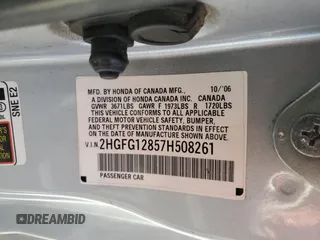 SNE E2
MFD. BY HONDA OF CANADA MFG., 10/'06
A DIVISION OF HONDA CANADA INC. CANADA
GVWR 3671LBS GAWR F 1973LBS R 1720LBS
THIS VEHICLE CONFORMS TO ALL APPLICABLE
FEDERAL MOTOR VEHICLE SAFETY, BUMPER,
AND THEFT PREVENTION STANDARDS IN EFFECT
ON THE DATE OF MANUFACTURE SHOWN ABOVE.
V.I.N. 2HGFG12857H508261
PASSENGER CAR
DREAMBID